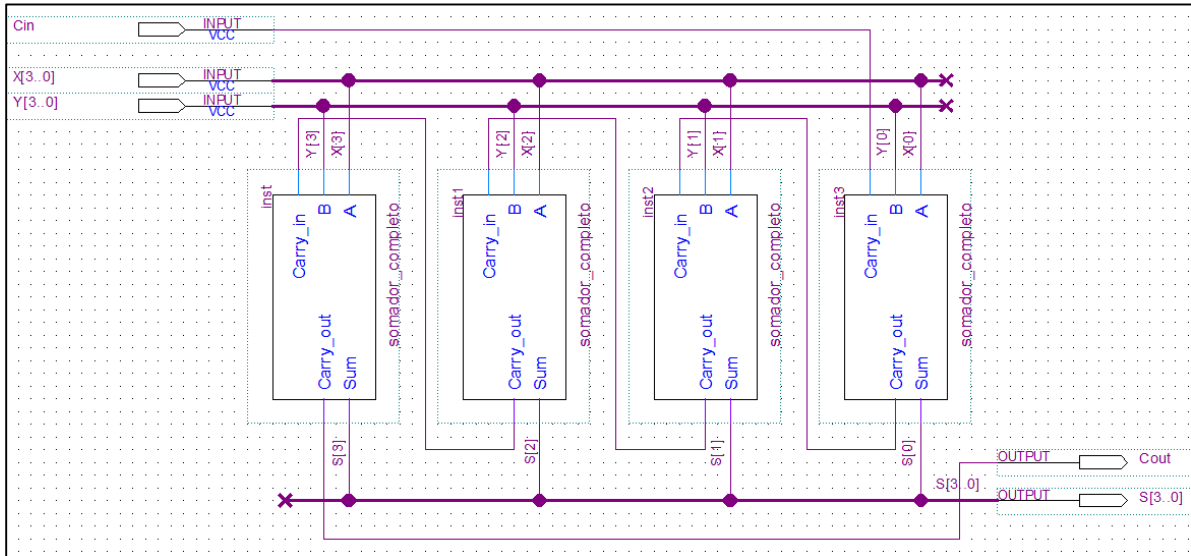 Cin
INPUT
VCC
X[3..0]
INPUT
VCC
Y[3..0]
INPUT
VCC
Y[3]
X[3]
Y[2]
X[2]
Y[1]
X[1]
Y[0]
X[0]
inst
Carry_in
B
A
Carry_out
Sum
somador_completo
inst1
Carry_in
B
A
Carry_out
Sum
somador_completo
inst2
Carry_in
B
A
Carry_out
Sum
somador_completo
inst3
Carry_in
B
A
Carry_out
Sum
somador_completo
S[3]
S[2]
S[1]
S[0]
OUTPUT
Cout
S[3..0]
OUTPUT
S[3..0]